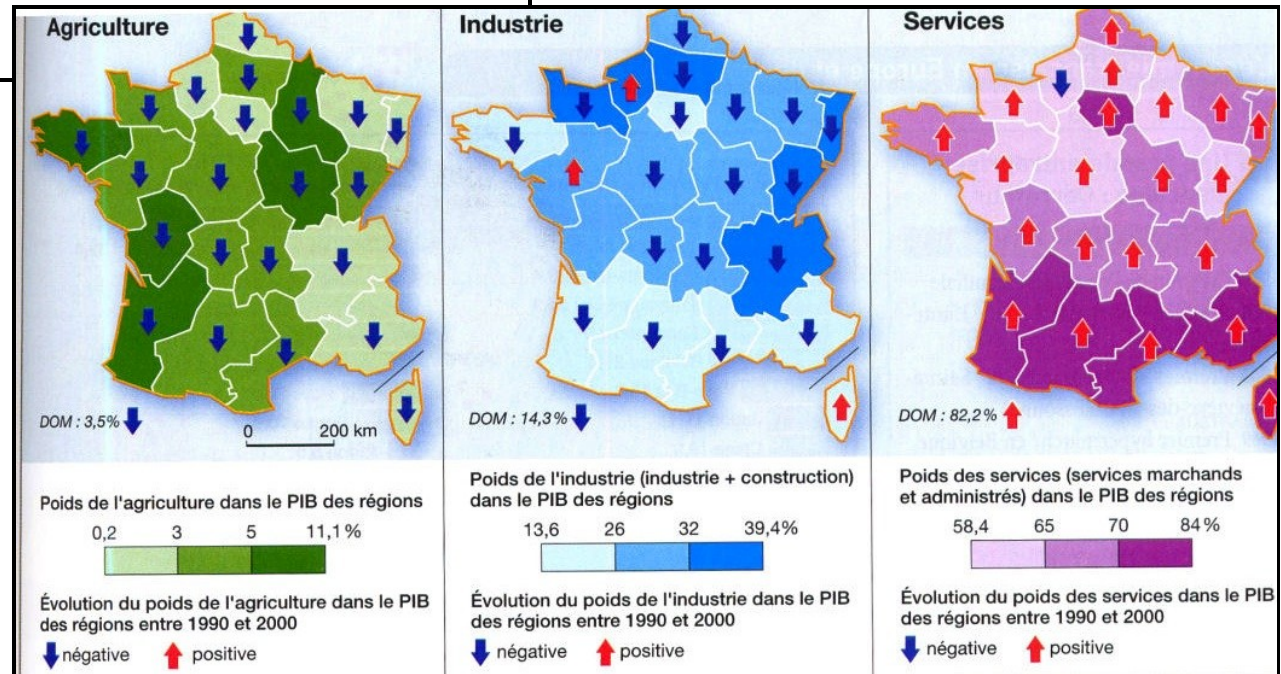 Agriculture
DOM : 3,5%
0 200 km
Poids de l'agriculture dans le PIB des régions
0,2 3 5 11,1 %
Évolution du poids de l'agriculture dans le PIB
des régions entre 1990 et 2000
négative positive
Industrie
DOM : 14,3%
Poids de l'industrie (industrie + construction)
dans le PIB des régions
13,6 26 32 39,4%
Évolution du poids de l'industrie dans le PIB
des régions entre 1990 et 2000
négative positive
Services
DOM : 82,2%
Poids des services (services marchands
et administrés) dans le PIB des régions
58,4 65 70 84 %
Évolution du poids des services dans le PIB
des régions entre 1990 et 2000
négative positive